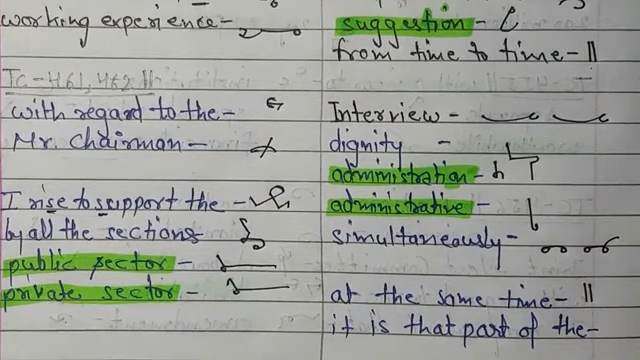 working experience-
Tc-461,462 ||
with regard to the-
Mr. Chairman-
I rise to support the-
by all the sections
public sector-
private sector-
suggestion-
from time to time-
Interview-
dignity -
administration-
administrative-
simultaneously-
at the same time-
it is that part of the-